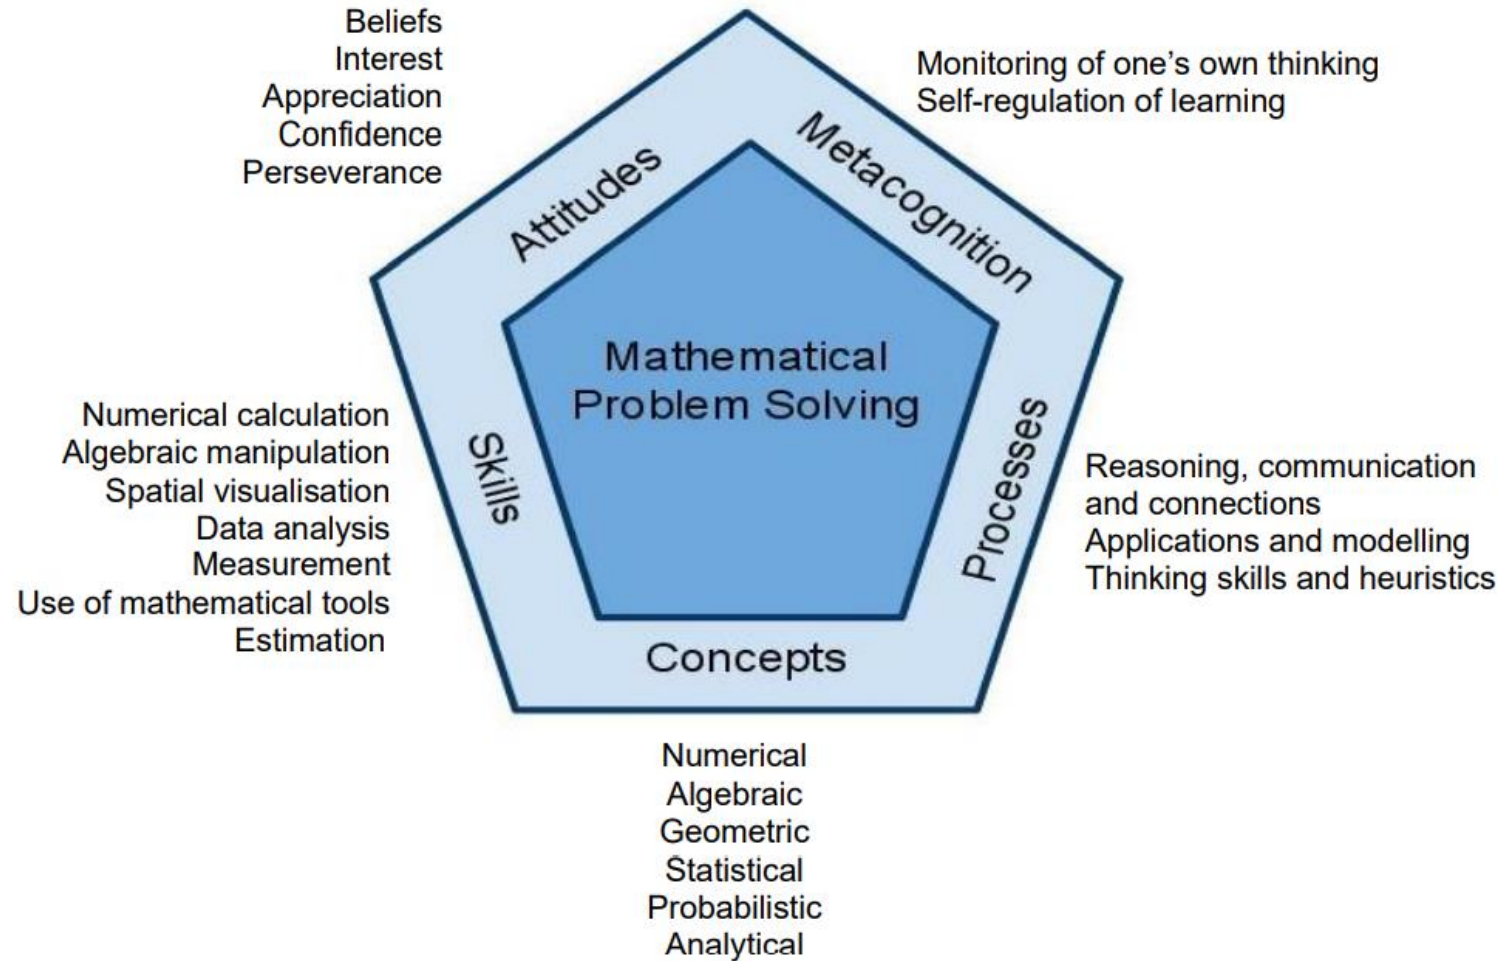 Beliefs
Interest
Appreciation
Confidence
Perseverance
Monitoring of one’s own thinking
Self-regulation of learning
Attitudes
Metacognition
Mathematical
Problem Solving
Skills
Processes
Concepts
Numerical calculation
Algebraic manipulation
Spatial visualisation
Data analysis
Measurement
Use of mathematical tools
Estimation
Reasoning, communication
and connections
Applications and modelling
Thinking skills and heuristics
Numerical
Algebraic
Geometric
Statistical
Probabilistic
Analytical